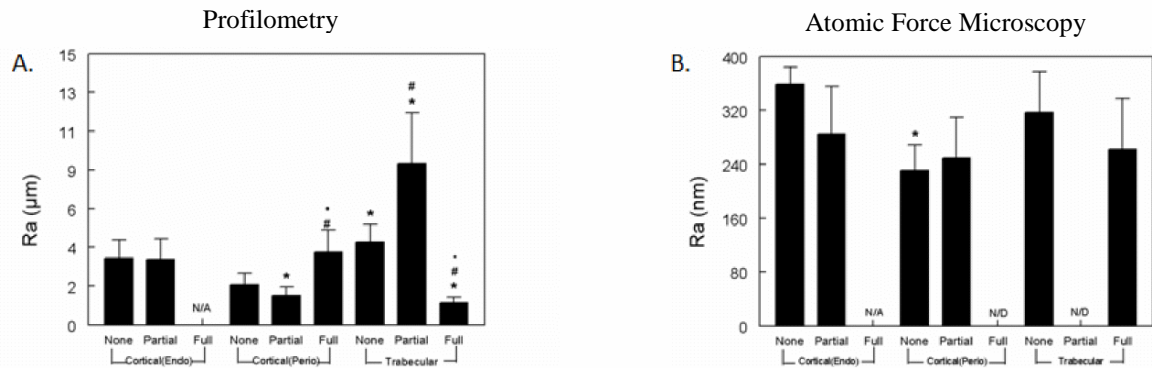 Profilometry
A.
15
13
11
9
6
4
2
0
Ra (μm)
#
*
*
*
#
*
*
#
*
N/A
None Partial Full None Partial Full None Partial Full
Cortical(Endo) Cortical(Perio) Trabecular
Atomic Force Microscopy
B.
400
320
240
160
80
0
Ra (nm)
*
N/A N/D N/D
None Partial Full None Partial Full None Partial Full
Cortical(Endo) Cortical(Perio) Trabecular